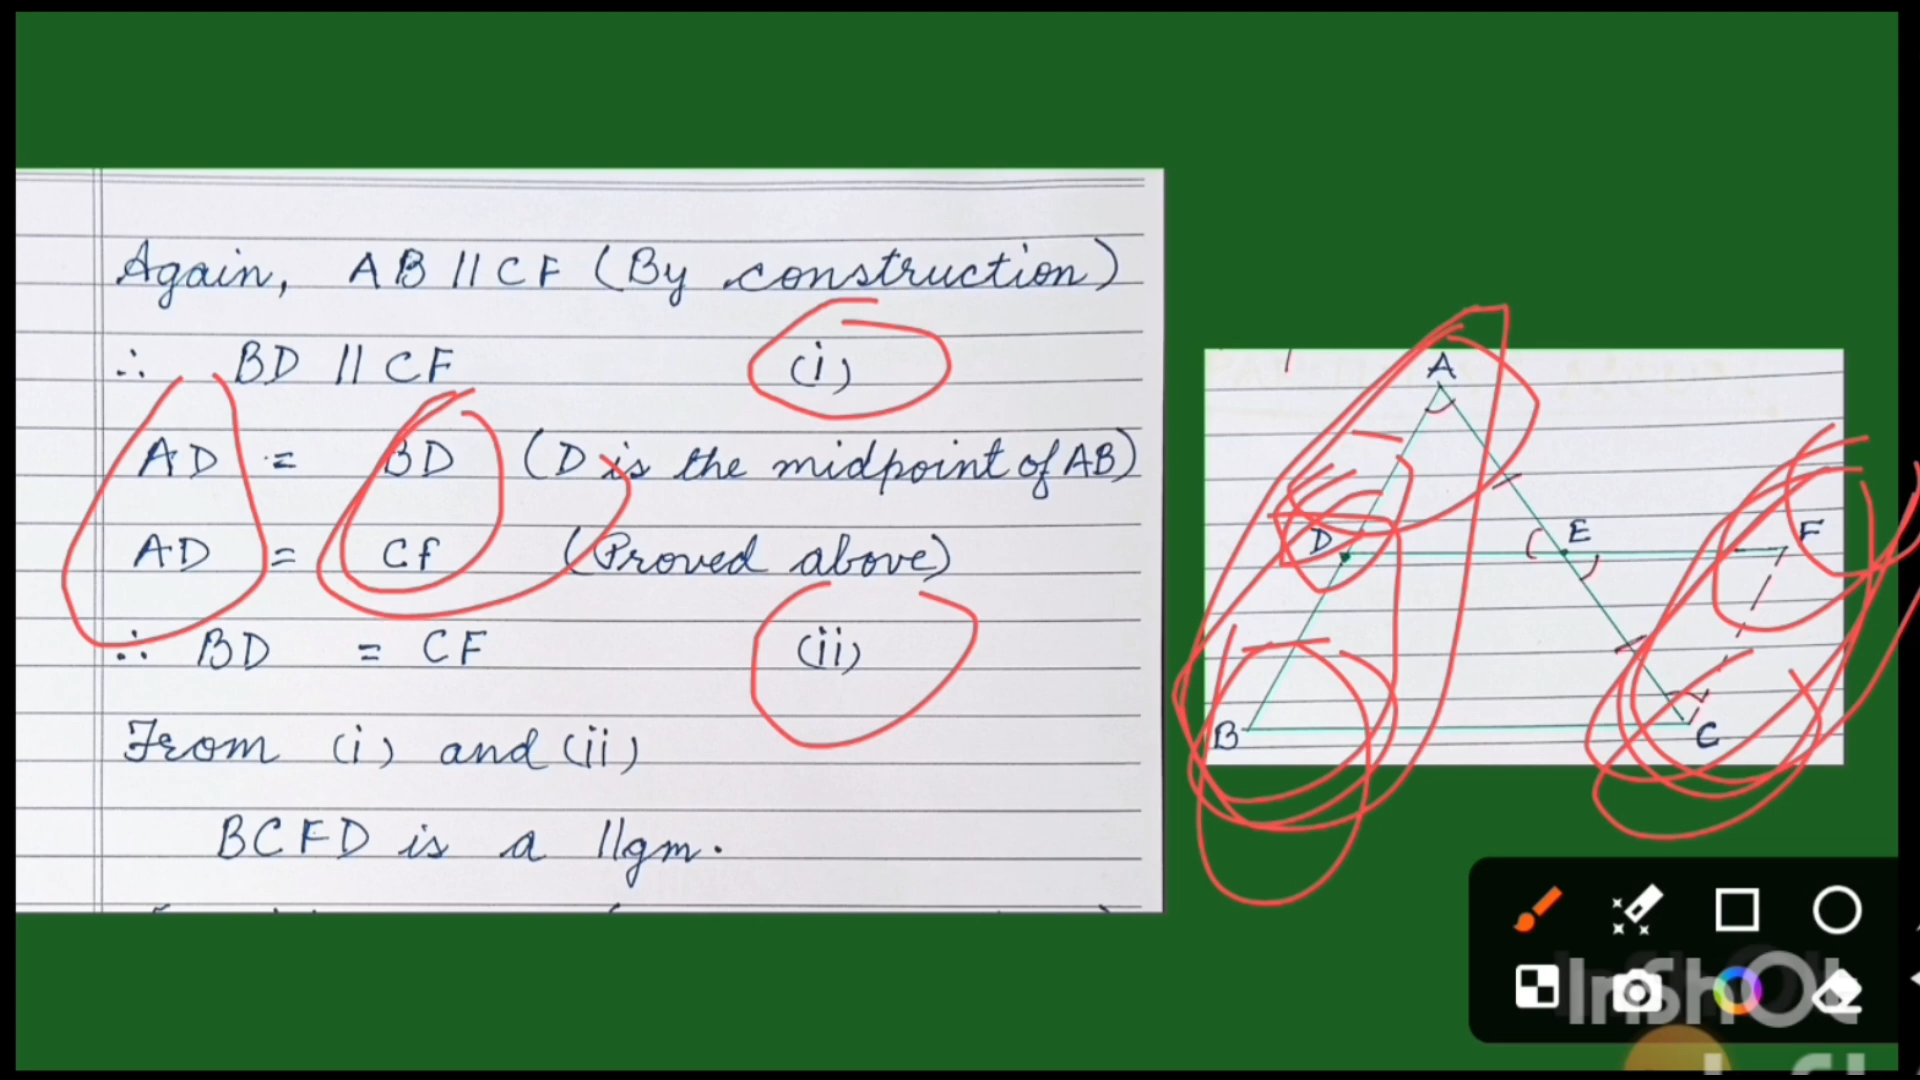 Again, AB || CF (By construction)
∴ BD || CF (i)
AD = BD (D is the midpoint of AB)
AD = Cf (Proved above)
∴ BD = CF (ii)
From (i) and (ii)
BCFD is a ||gm.
A
D
E
F
B
C
InShOt